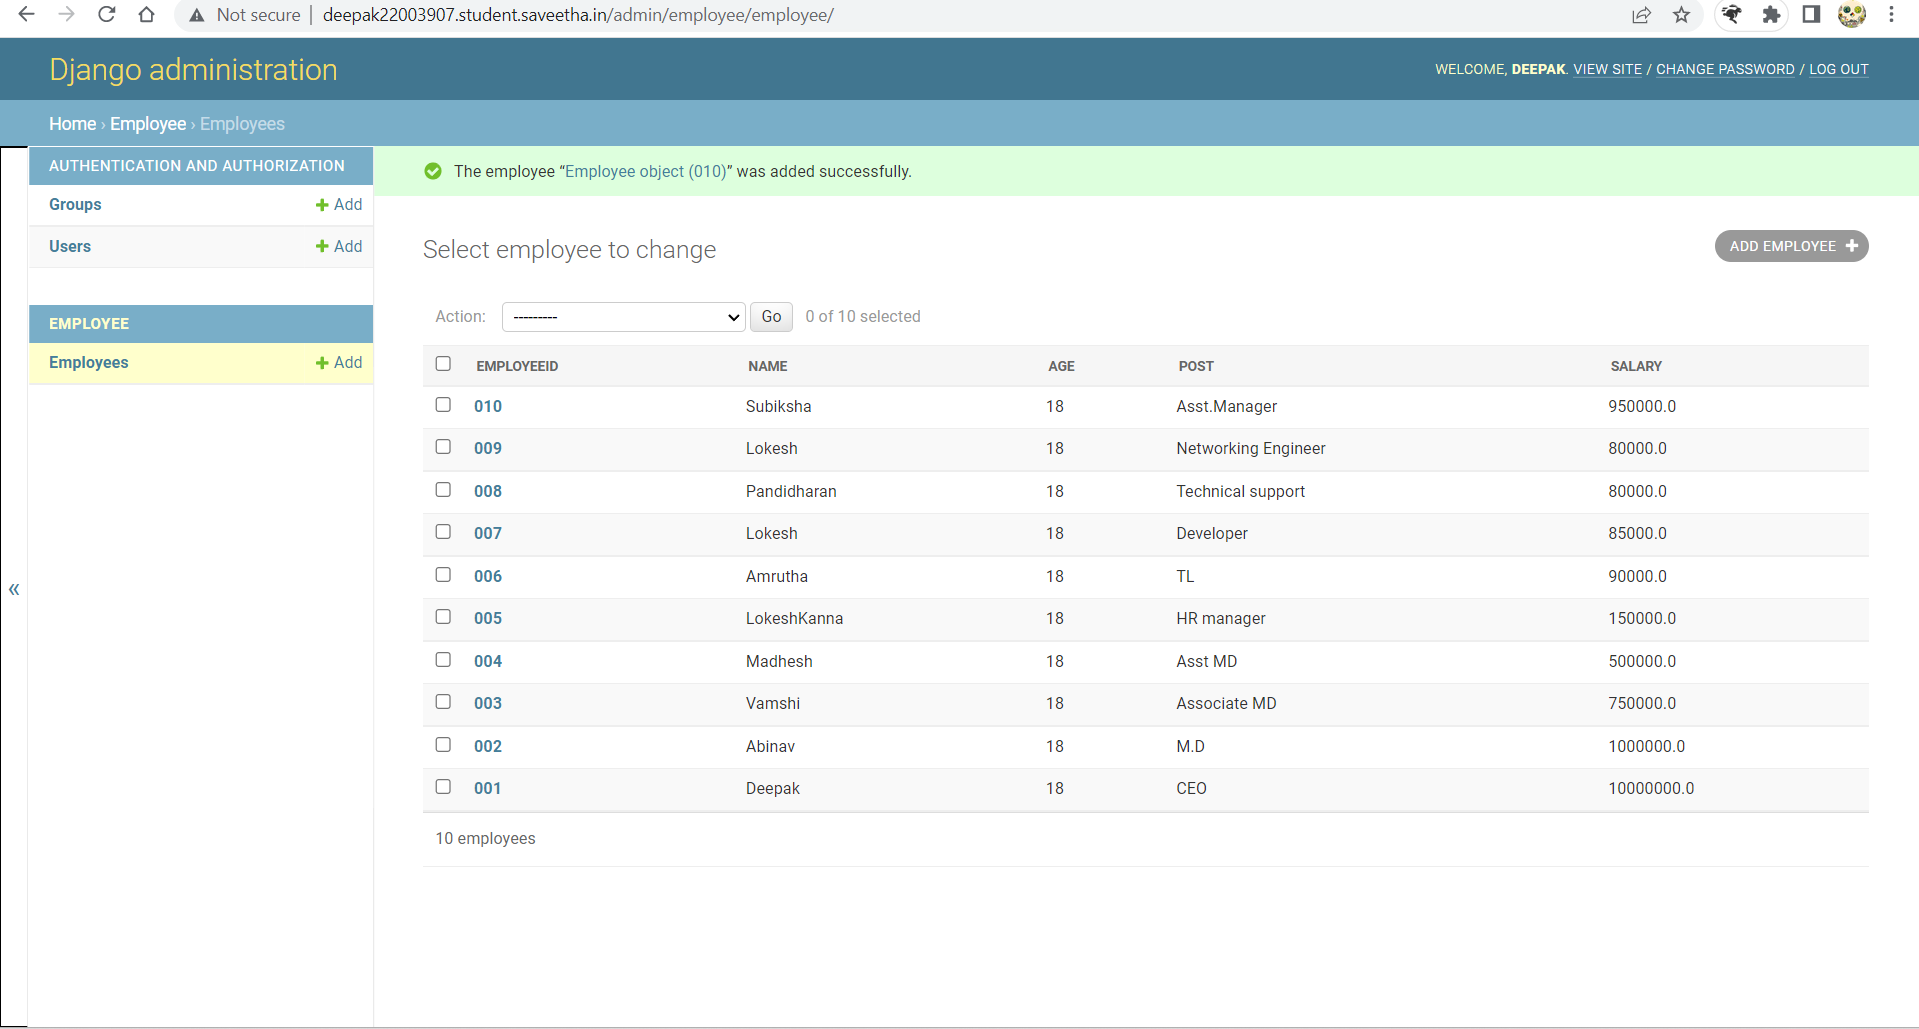 Not secure | deepak22003907.student.saveetha.in/admin/employee/employee/
Django administration
WELCOME, DEEPAK. VIEW SITE / CHANGE PASSWORD / LOG OUT
Home › Employee › Employees
AUTHENTICATION AND AUTHORIZATION
Groups + Add
Users + Add
EMPLOYEE
Employees + Add
«
The employee “Employee object (010)” was added successfully.
Select employee to change
ADD EMPLOYEE +
Action: --------- Go 0 of 10 selected
EMPLOYEEID NAME AGE POST SALARY
010 Subiksha 18 Asst.Manager 950000.0
009 Lokesh 18 Networking Engineer 80000.0
008 Pandidharan 18 Technical support 80000.0
007 Lokesh 18 Developer 85000.0
006 Amrutha 18 TL 90000.0
005 LokeshKanna 18 HR manager 150000.0
004 Madhesh 18 Asst MD 500000.0
003 Vamshi 18 Associate MD 750000.0
002 Abinav 18 M.D 1000000.0
001 Deepak 18 CEO 10000000.0
10 employees